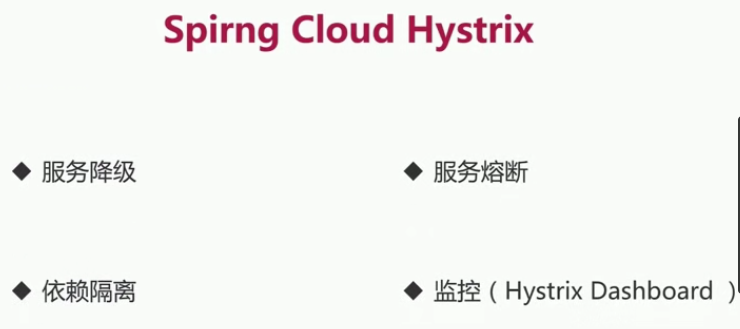 Spirng Cloud Hystrix
◆ 服务降级
◆ 服务熔断
◆ 依赖隔离
◆ 监控（Hystrix Dashboard ）